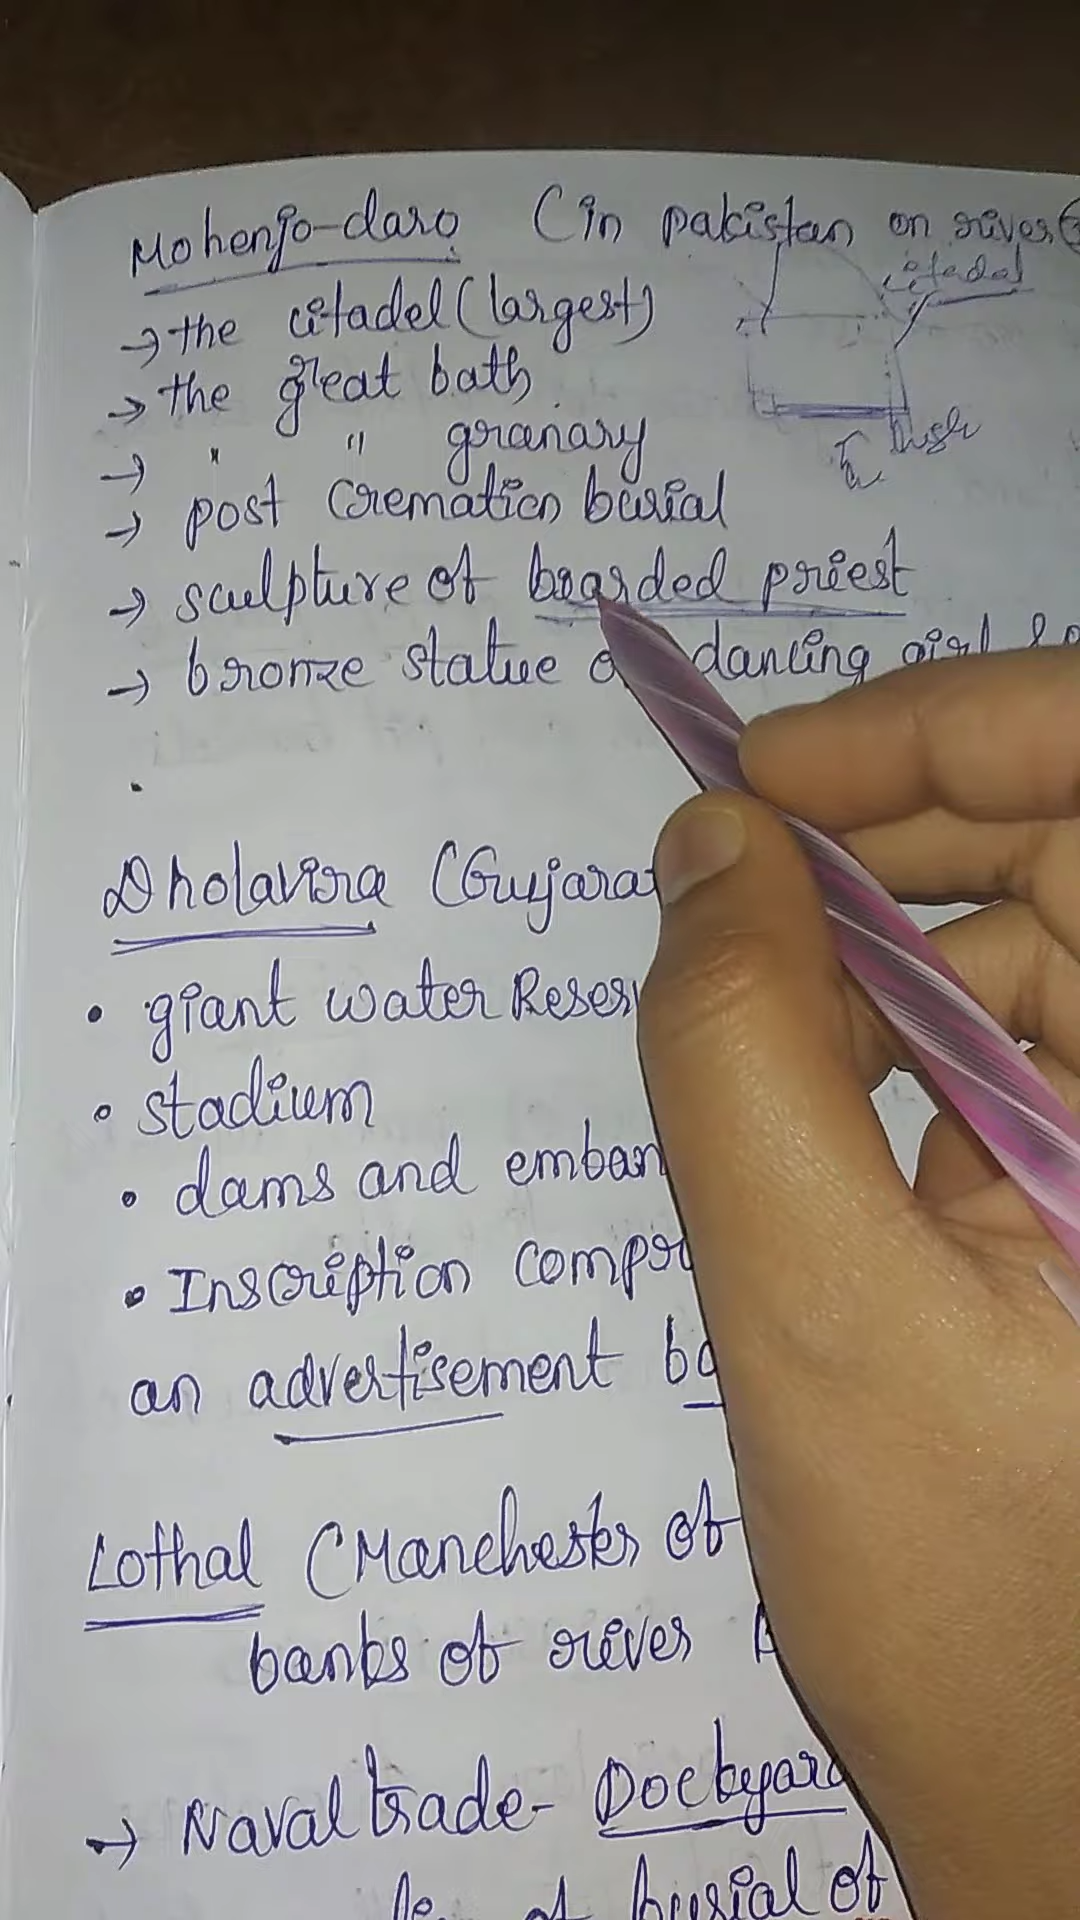 Mohenjo-daro (in pakistan on river
citadel
→ the citadel (largest)
→ the great bath
→ " " granary
→ post cremation burial
→ sculpture of bearded priest
→ bronze statue dancing girl
Dholavira (Gujarat
• giant water Reser
• stadium
• dams and emban
• Inscription compr
an advertisement bo
Lothal (Manchester of
banks of river
→ Naval trade - Dockyard
burial of